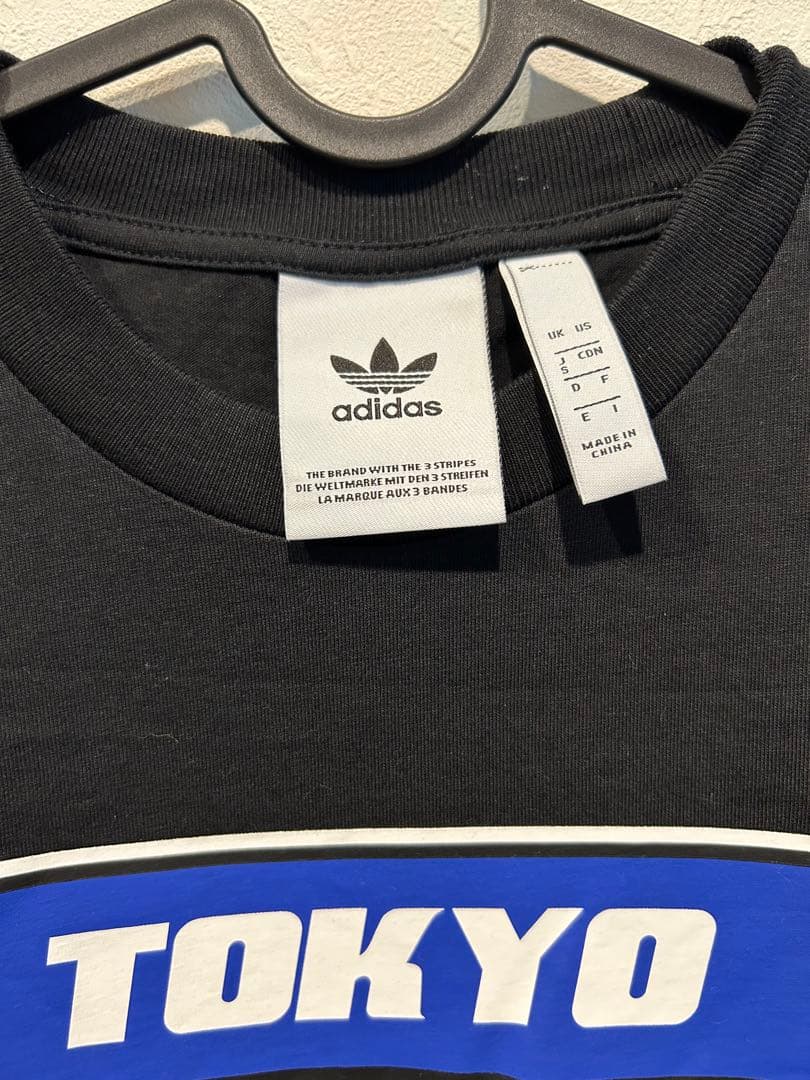 adidas
THE BRAND WITH THE 3 STRIPES
DIE WELTMARKE MIT DEN 3 STREIFEN
LA MARQUE AUX 3 BANDES
UK US
J
S CDN
D F
E I
MADE IN
CHINA
TOKYO